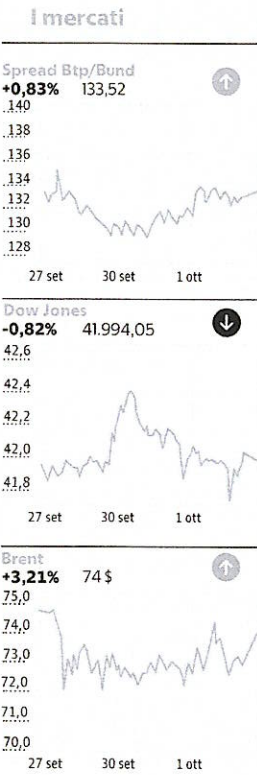 I mercati
Spread Btp/Bund
+0,83% 133,52
140
138
136
134
132
130
128
27 set 30 set 1 ott
Dow Jones
-0,82% 41.994,05
42,6
42,4
42,2
42,0
41,8
27 set 30 set 1 ott
Brent
+3,21% 74 $
75,0
74,0
73,0
72,0
71,0
70,0
27 set 30 set 1 ott